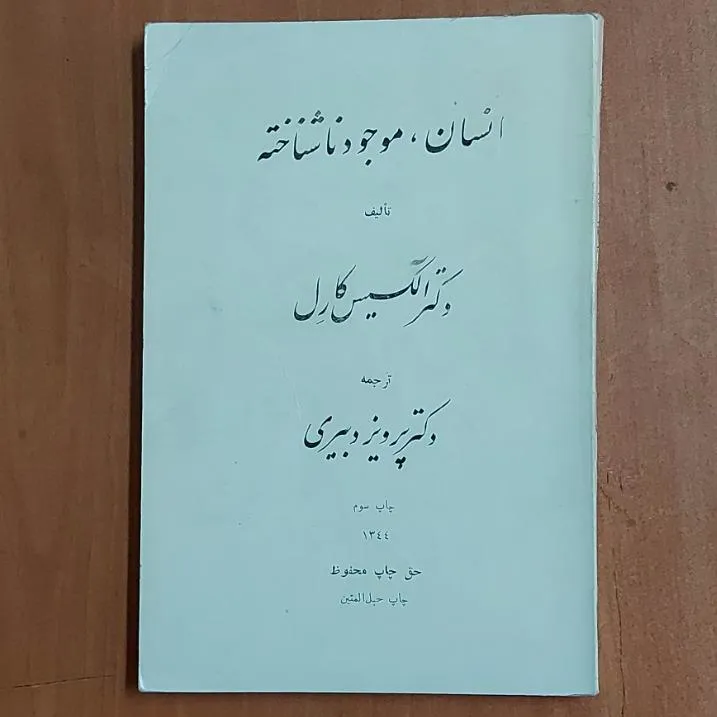 انسان، موجود ناشناخته
تألیف
دکتر الکسیس کارل
ترجمه
دکتر پرویز دبیری
چاپ سوم
۱۳٤٤
حق چاپ محفوظ
چاپ حبل‌المتین